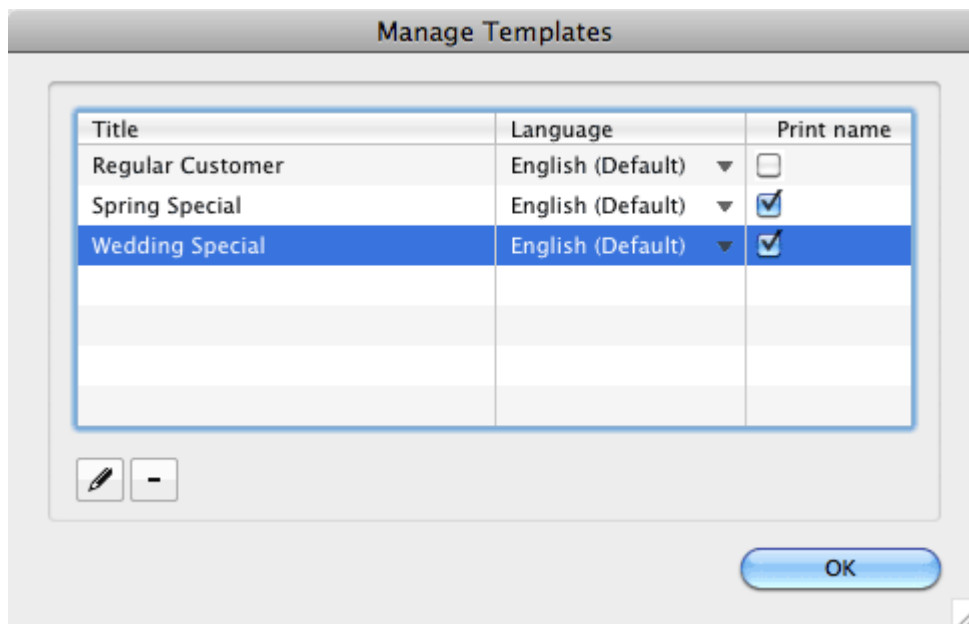 Manage Templates
Title Language Print name
Regular Customer English (Default)
Spring Special English (Default)
Wedding Special English (Default)
OK